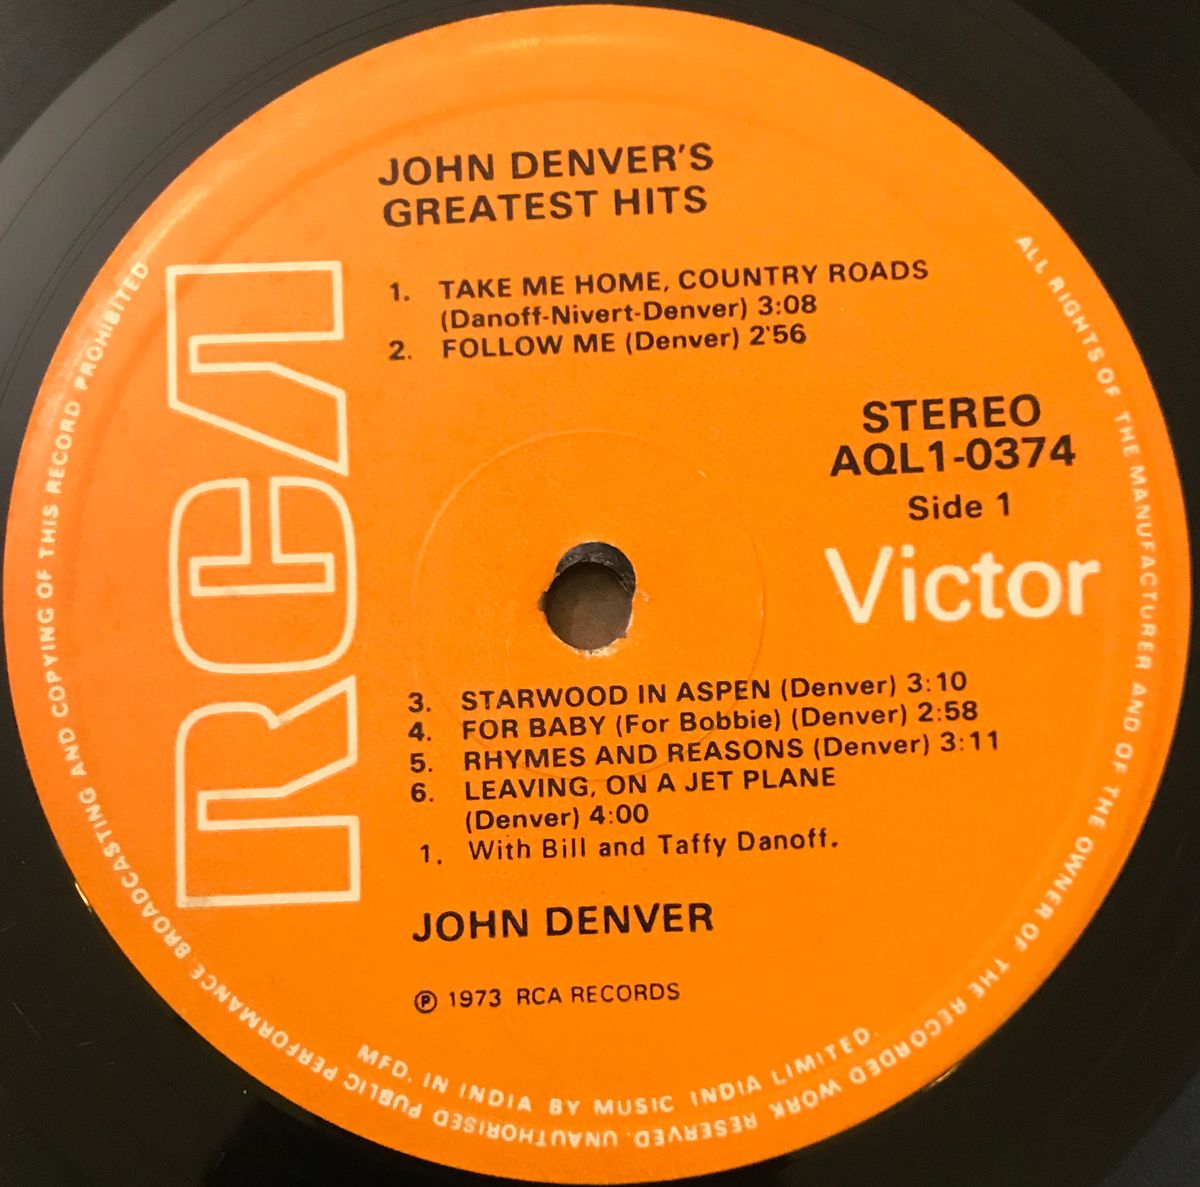 JOHN DENVER'S
GREATEST HITS
1. TAKE ME HOME, COUNTRY ROADS
(Danoff-Nivert-Denver) 3:08
2. FOLLOW ME (Denver) 2'56
STEREO
AQL1-0374
Side 1
RCA
Victor
3. STARWOOD IN ASPEN (Denver) 3:10
4. FOR BABY (For Bobbie) (Denver) 2:58
5. RHYMES AND REASONS (Denver) 3:11
6. LEAVING, ON A JET PLANE
(Denver) 4:00
1. With Bill and Taffy Danoff.
JOHN DENVER
℗ 1973 RCA RECORDS
MFD. IN INDIA BY MUSIC INDIA LIMITED.
ALL RIGHTS OF THE MANUFACTURER AND OF THE OWNER OF THE RECORDED WORK RESERVED. UNAUTHORISED PUBLIC PERFORMANCE BROADCASTING AND COPYING OF THIS RECORD PROHIBITED